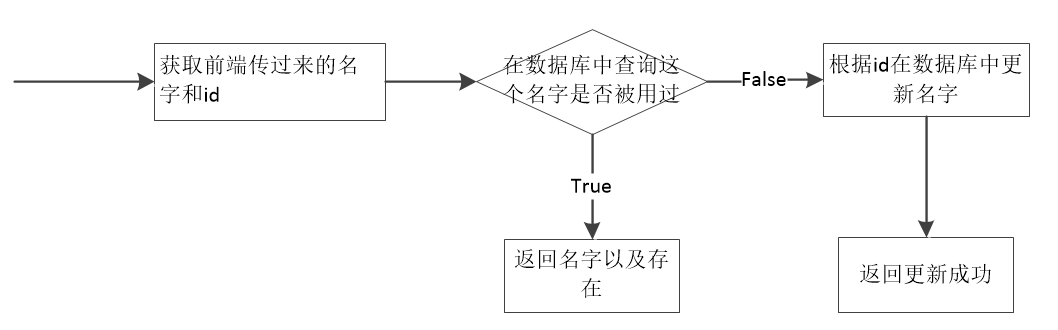 获取前端传过来的名
字和id
在数据库中查询这
个名字是否被用过
False
根据id在数据库中更
新名字
True
返回名字以及存
在
返回更新成功